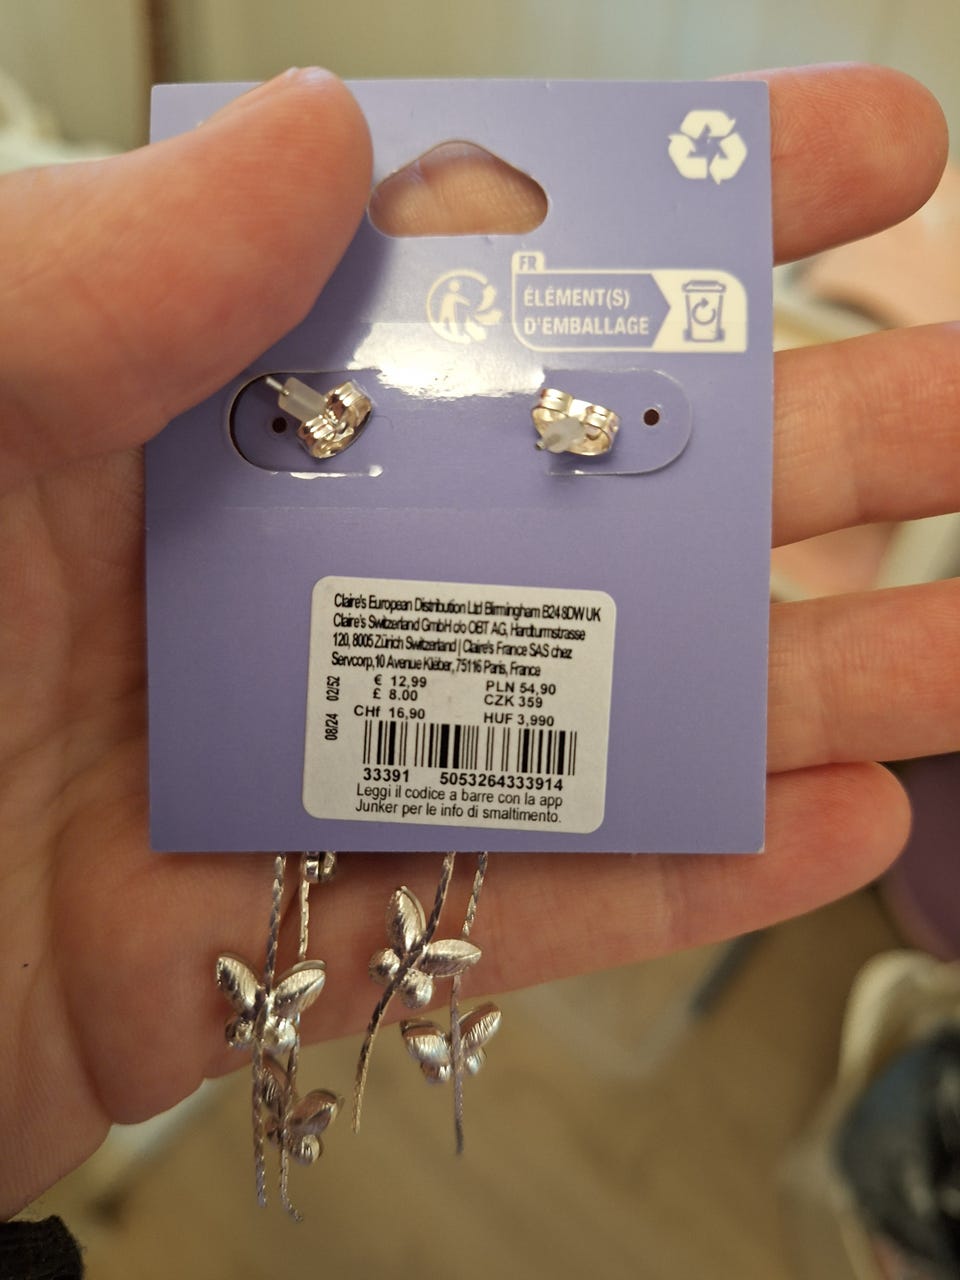 FR
ÉLÉMENT(S)
D'EMBALLAGE
Claire's European Distribution Ltd Birmingham B24 8DW UK
Claire's Switzerland GmbH c/o OBT AG, Hardturmstrasse
120, 8005 Zürich Switzerland | Claire's France SAS chez
Servcorp,10 Avenue Kléber, 75116 Paris, France
08/24 02/52
€ 12,99 PLN 54,90
£ 8.00 CZK 359
CHf 16,90 HUF 3,990
33391 5053264333914
Leggi il codice a barre con la app
Junker per le info di smaltimento.